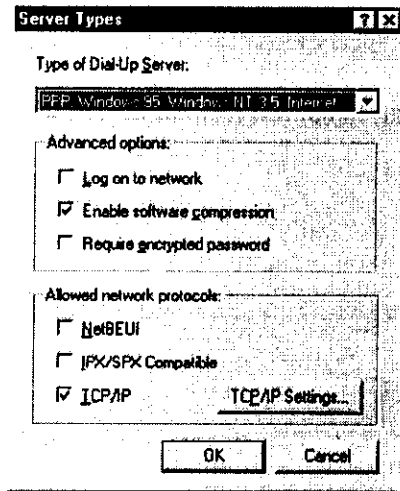 Server Types
Type of Dial-Up Server:
PPP: Windows 95, Windows NT 3.5, Internet
Advanced options:
Log on to network
Enable software compression
Require encrypted password
Allowed network protocols:
NetBEUI
IPX/SPX Compatible
TCP/IP
TCP/IP Settings...
OK
Cancel